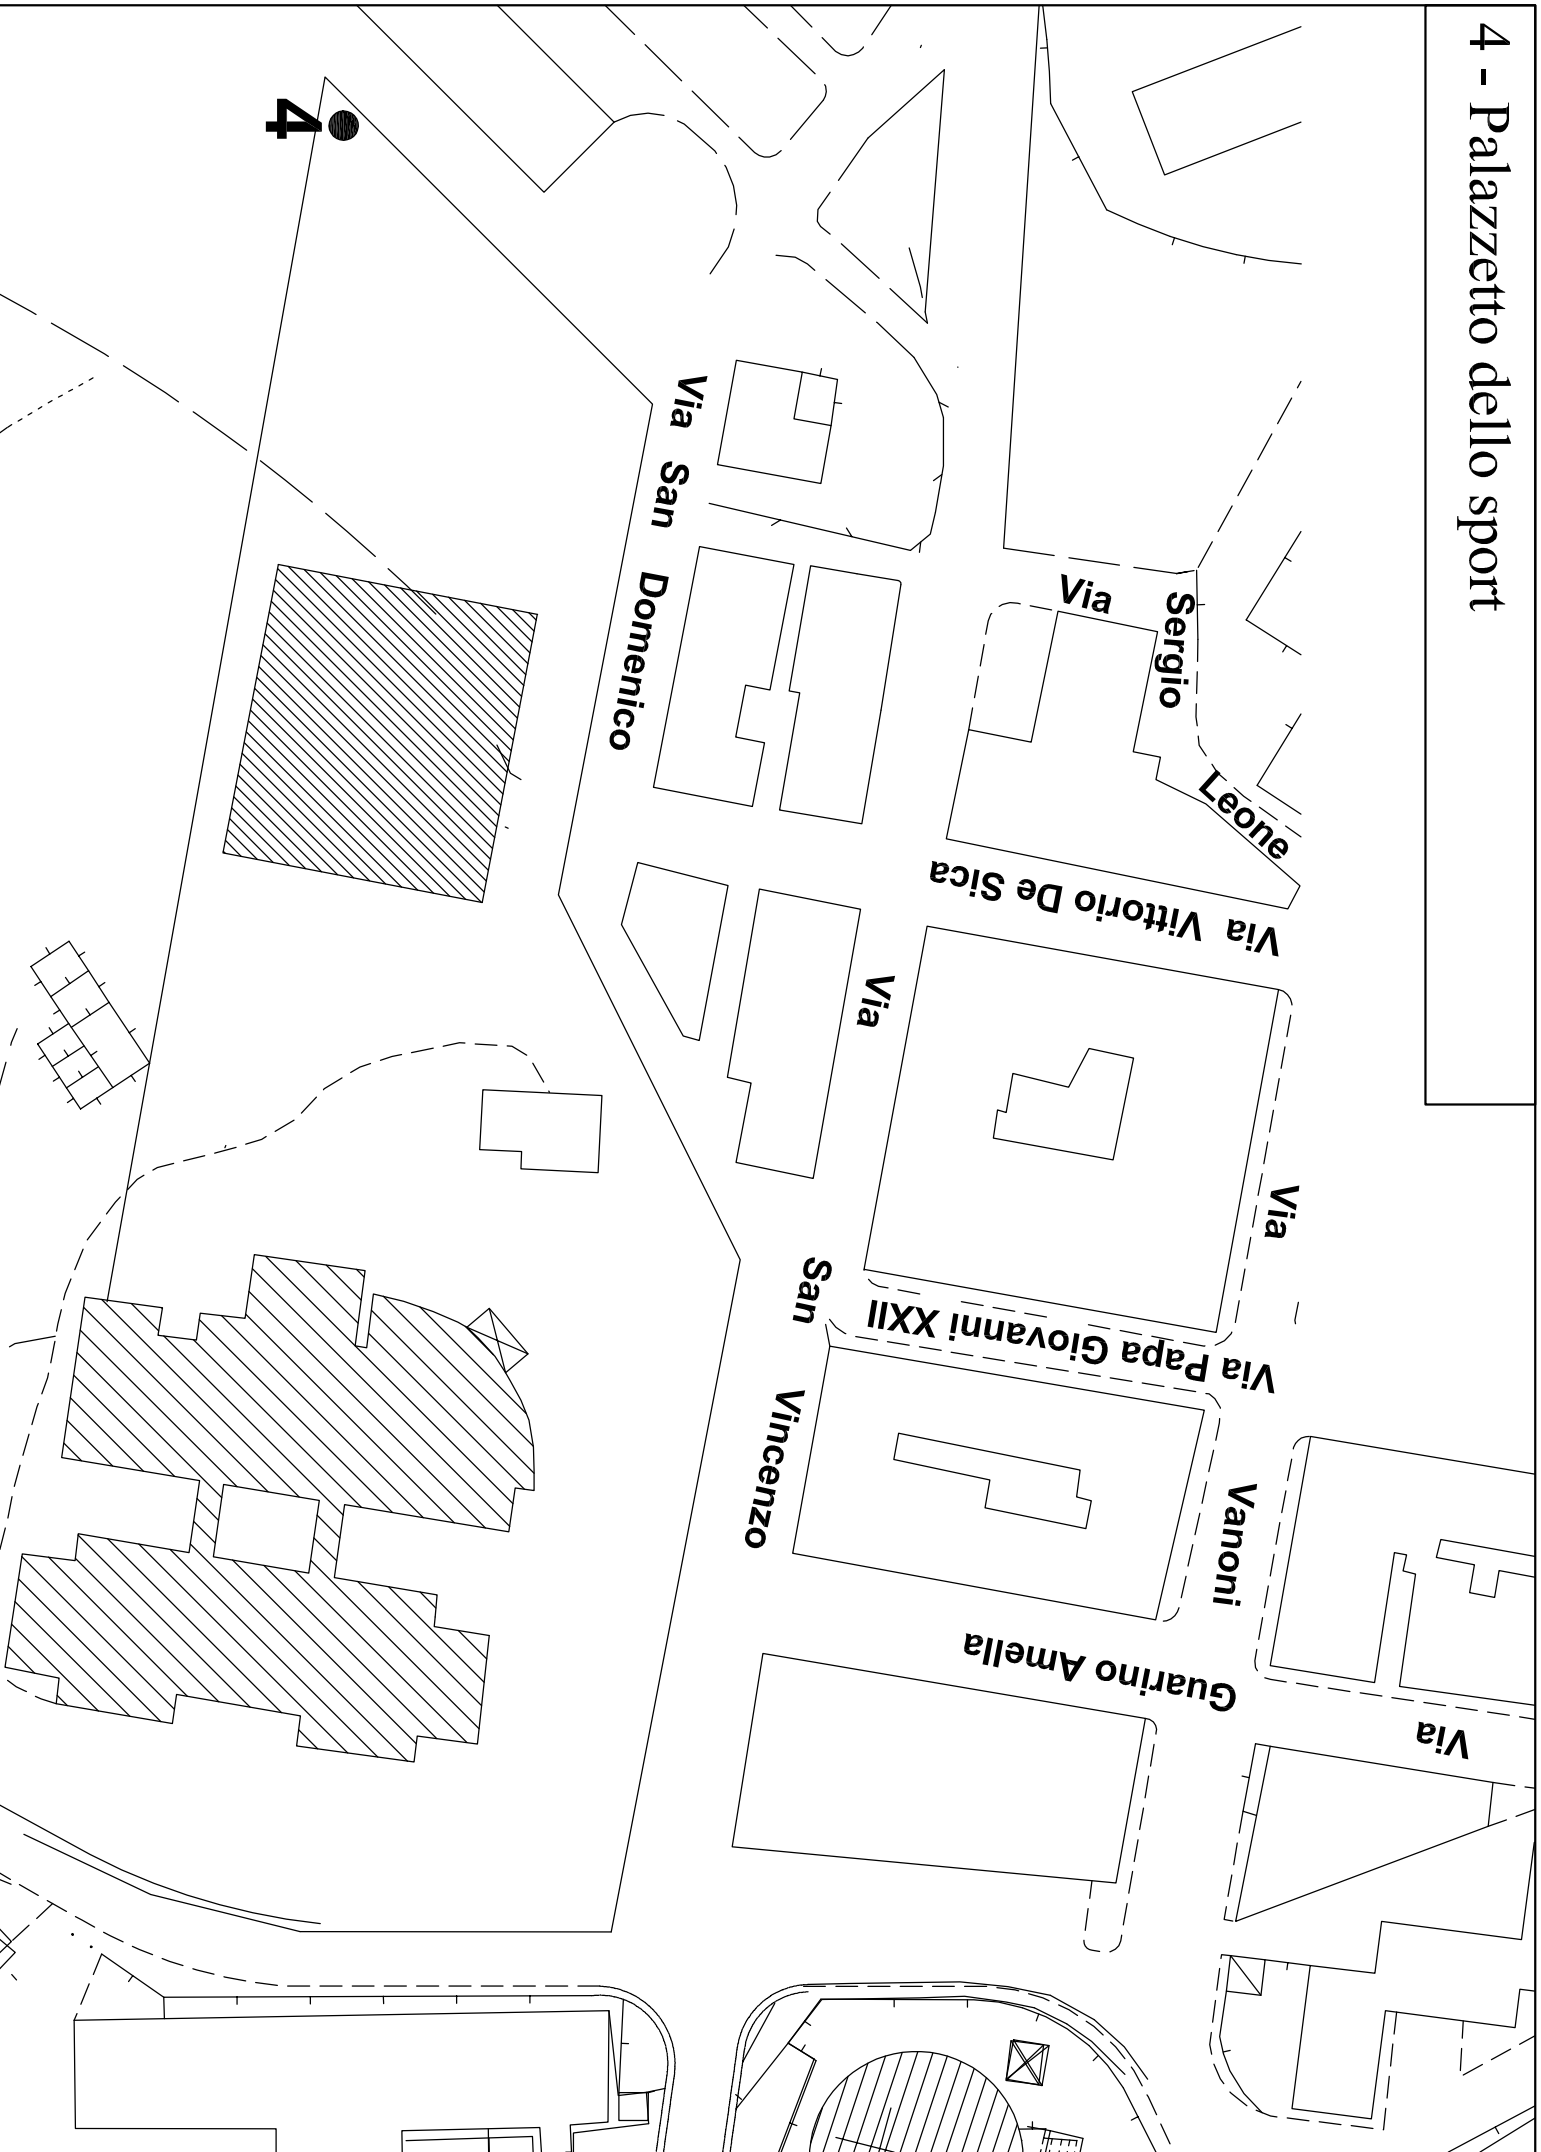 4 - Palazzetto dello sport
4
Via San Domenico
Via Sergio Leone
Via Vittorio De Sica
Via San Vincenzo
Via Vanoni
Via Papa Giovanni XXII
Via Guarino Amella